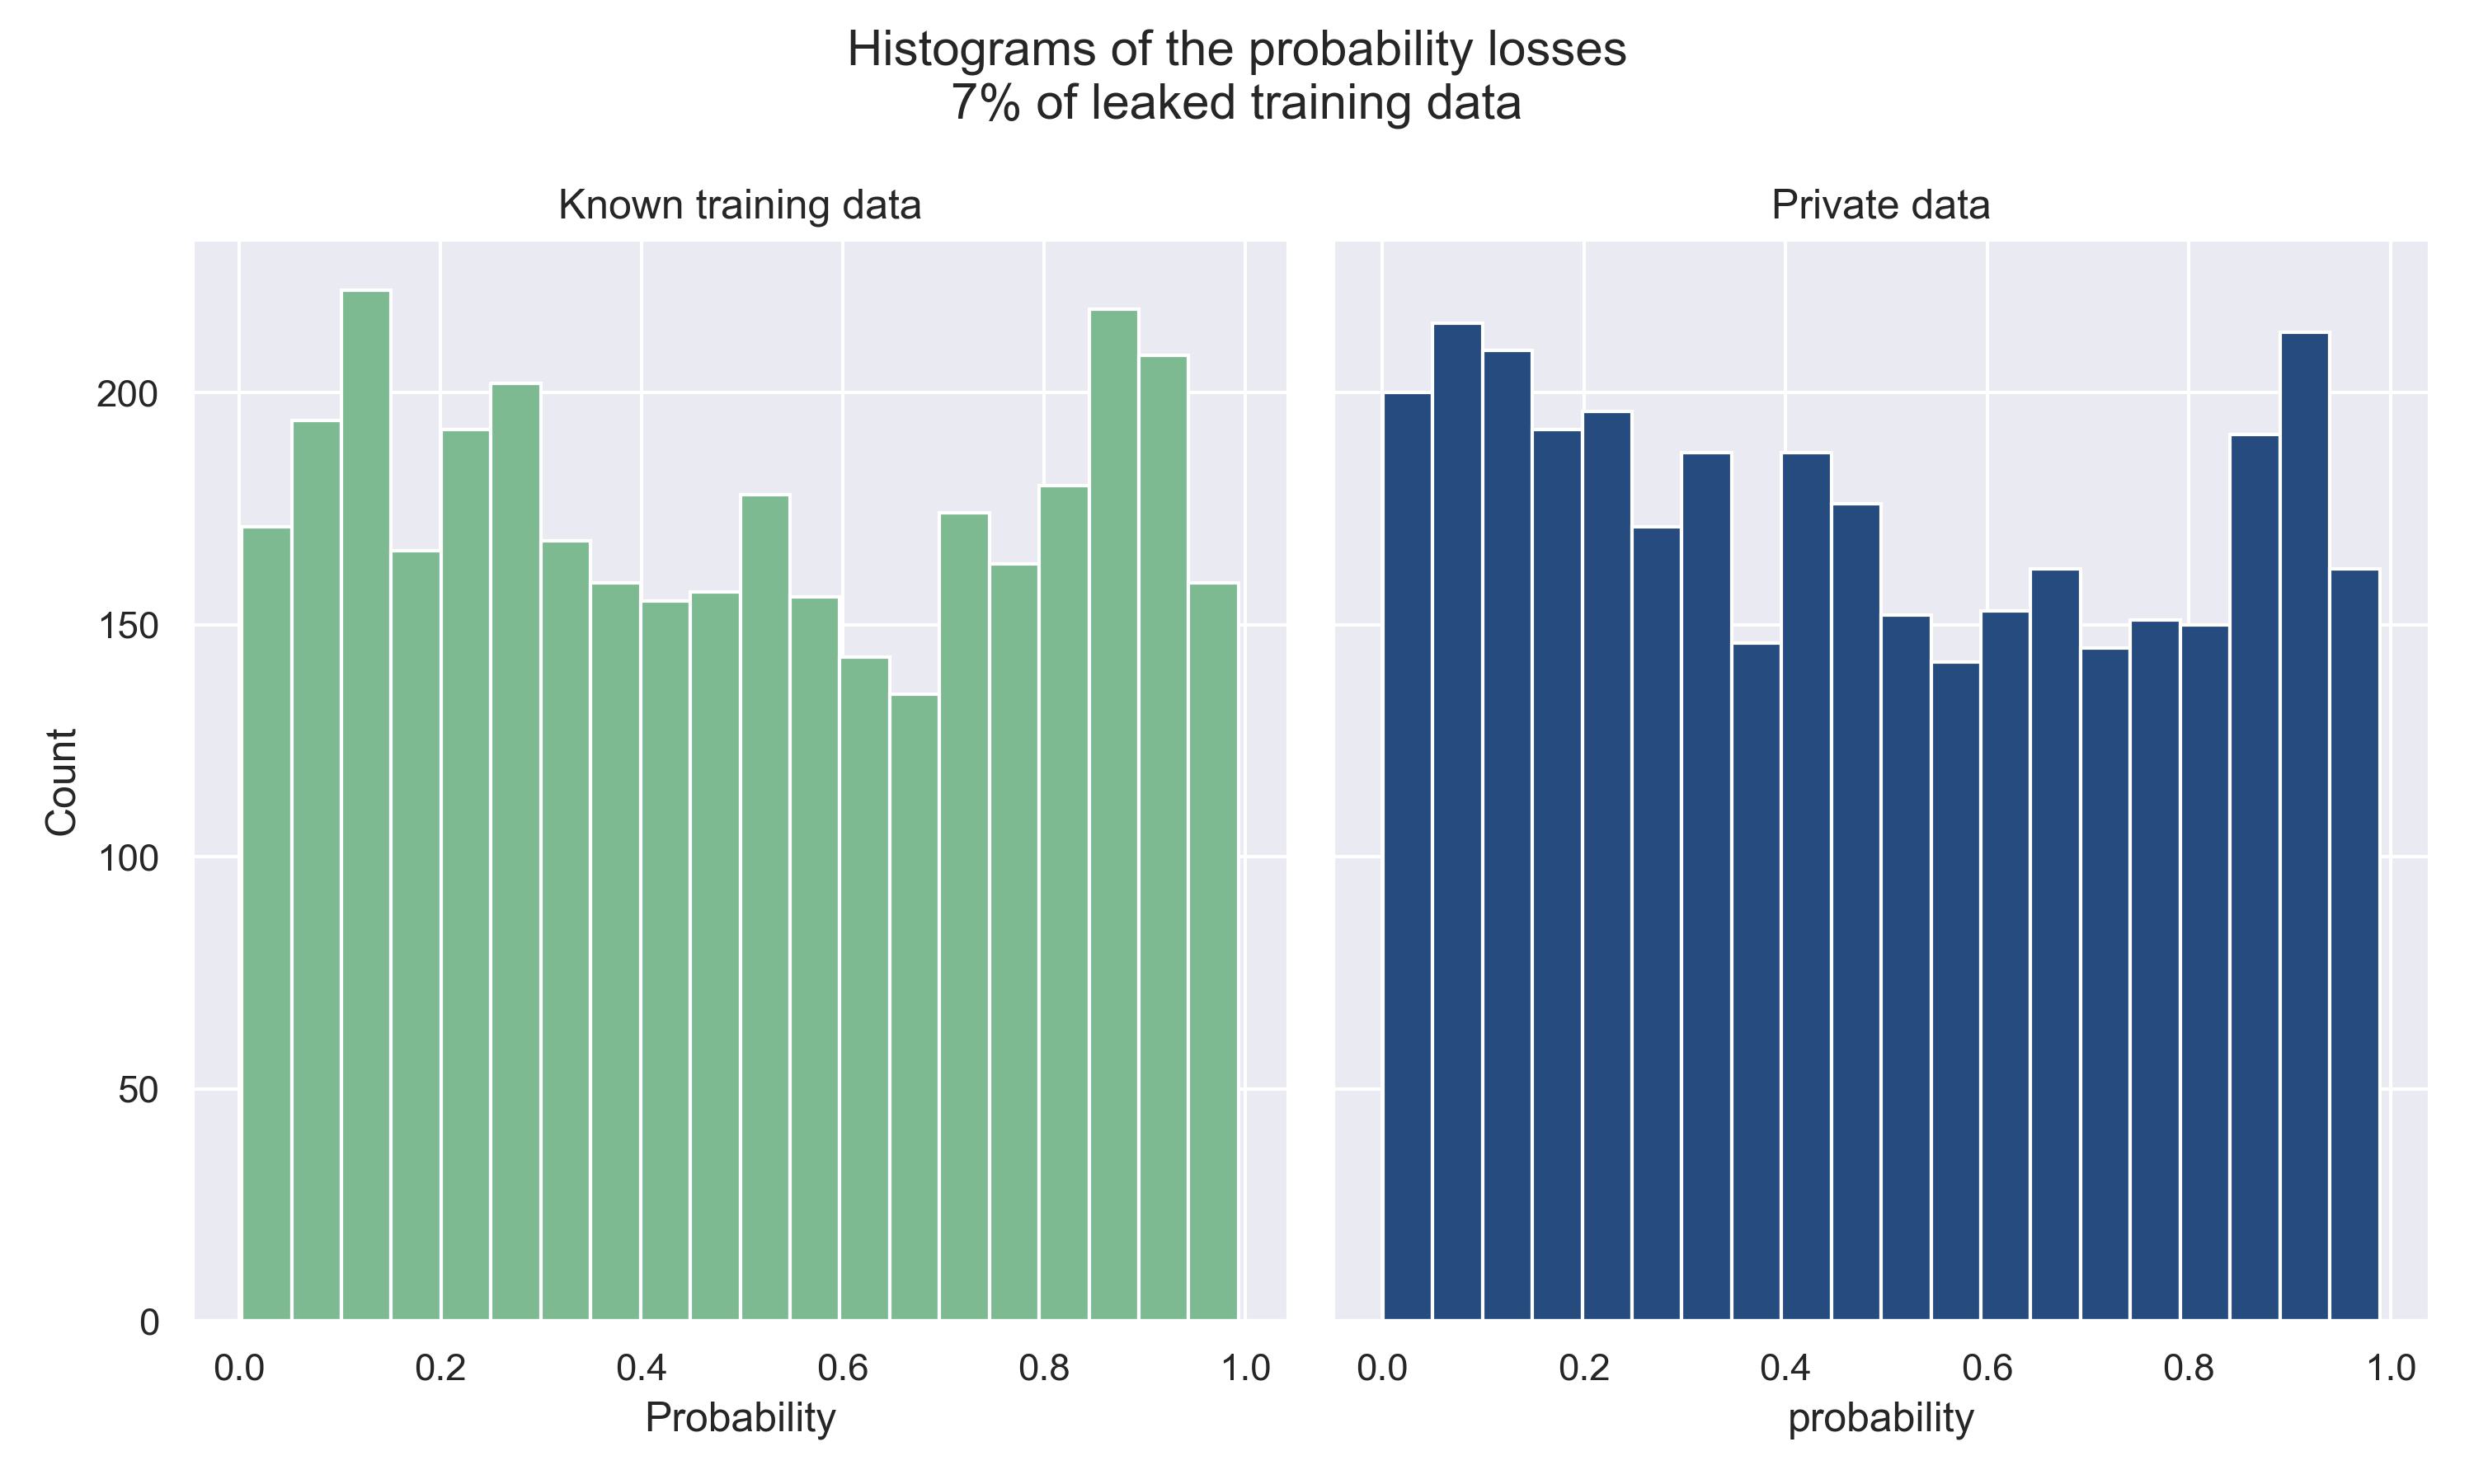 Histograms of the probability losses
7% of leaked training data
Known training data
Private data
Count
200
150
100
50
0
0.0 0.2 0.4 0.6 0.8 1.0
Probability
0.0 0.2 0.4 0.6 0.8 1.0
probability